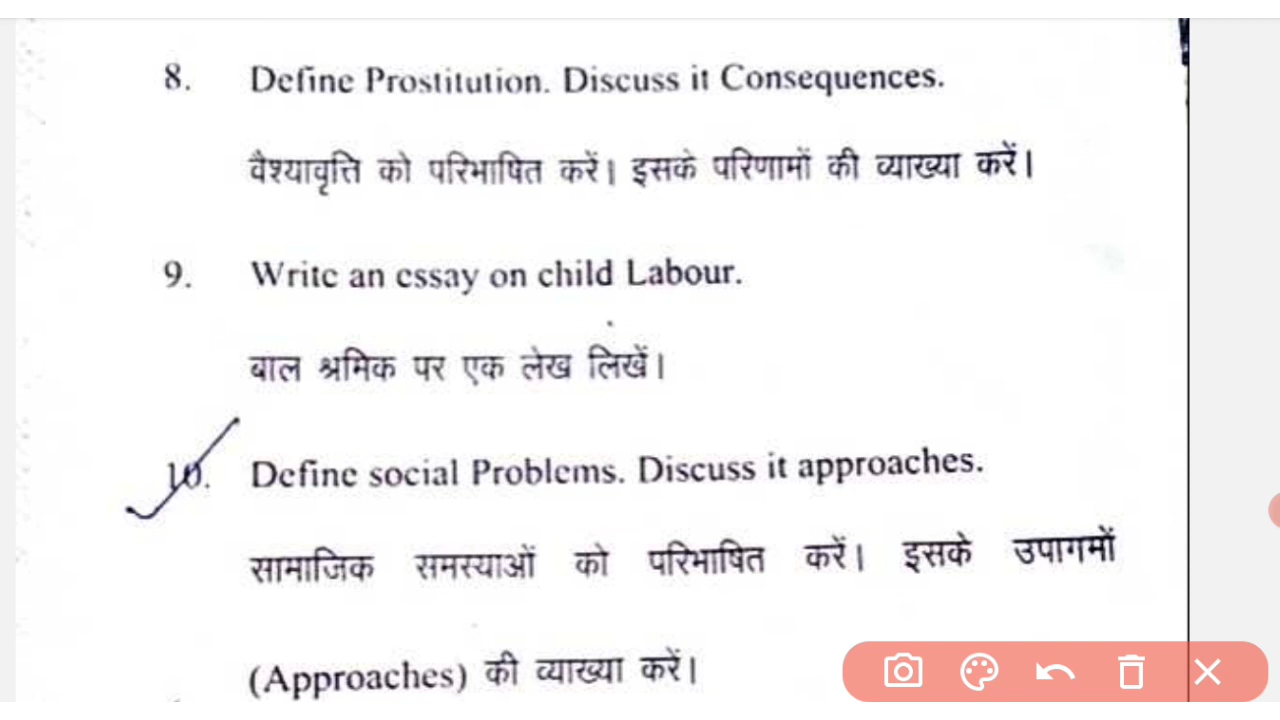 8. Define Prostitution. Discuss it Consequences.
वैश्यावृत्ति को परिभाषित करें। इसके परिणामों की व्याख्या करें।
9. Write an essay on child Labour.
बाल श्रमिक पर एक लेख लिखें।
10. Define social Problems. Discuss it approaches.
सामाजिक समस्याओं को परिभाषित करें। इसके उपागमों
(Approaches) की व्याख्या करें।